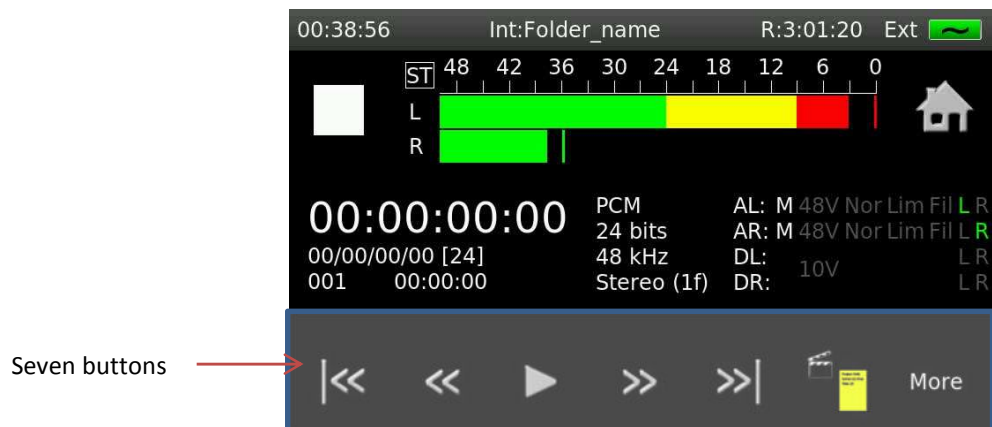 00:38:56 Int:Folder_name R:3:01:20 Ext
ST 48 42 36 30 24 18 12 6 0
L
R
00:00:00:00 PCM AL: M 48V Nor Lim Fil L R
24 bits AR: M 48V Nor Lim Fil L R
00/00/00/00 [24] 48 kHz DL: 10V L R
001 00:00:00 Stereo (1f) DR: L R
Seven buttons
|<< << >> >>| More